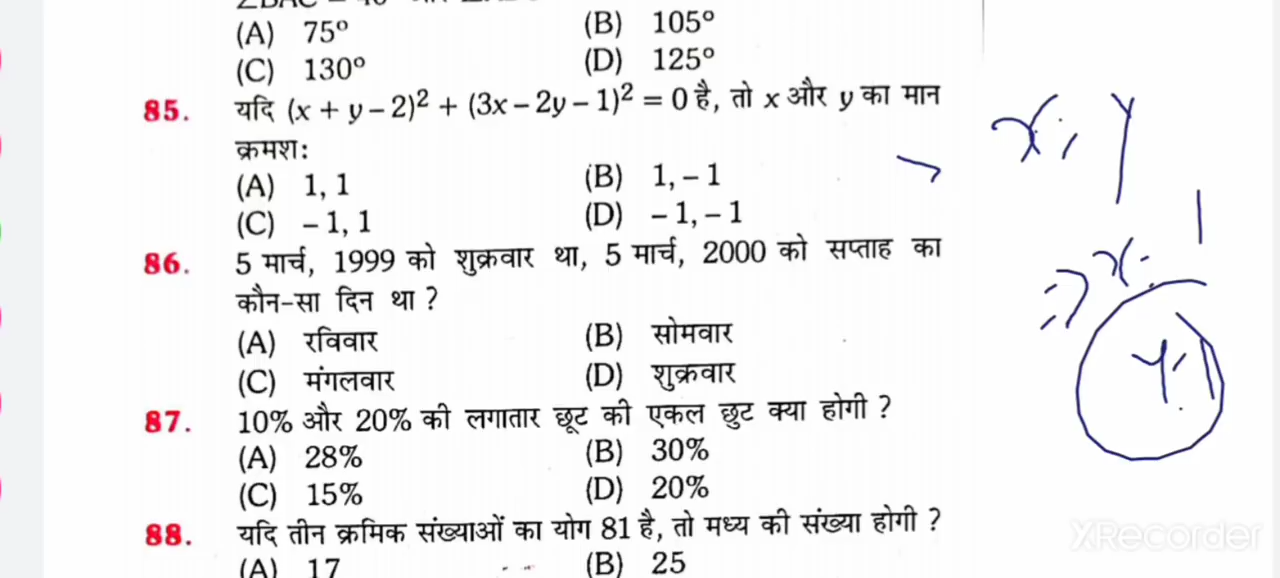 (A) 75° (B) 105°
(C) 130° (D) 125°
85. यदि (x + y – 2)² + (3x – 2y – 1)² = 0 है, तो x और y का मान
क्रमशः
(A) 1, 1 (B) 1, – 1
(C) – 1, 1 (D) – 1, – 1
86. 5 मार्च, 1999 को शुक्रवार था, 5 मार्च, 2000 को सप्ताह का
कौन-सा दिन था ?
(A) रविवार (B) सोमवार
(C) मंगलवार (D) शुक्रवार
87. 10% और 20% की लगातार छूट की एकल छुट क्या होगी ?
(A) 28% (B) 30%
(C) 15% (D) 20%
88. यदि तीन क्रमिक संख्याओं का योग 81 है, तो मध्य की संख्या होगी ?
(A) 17 (B) 25
x, y
XRecorder